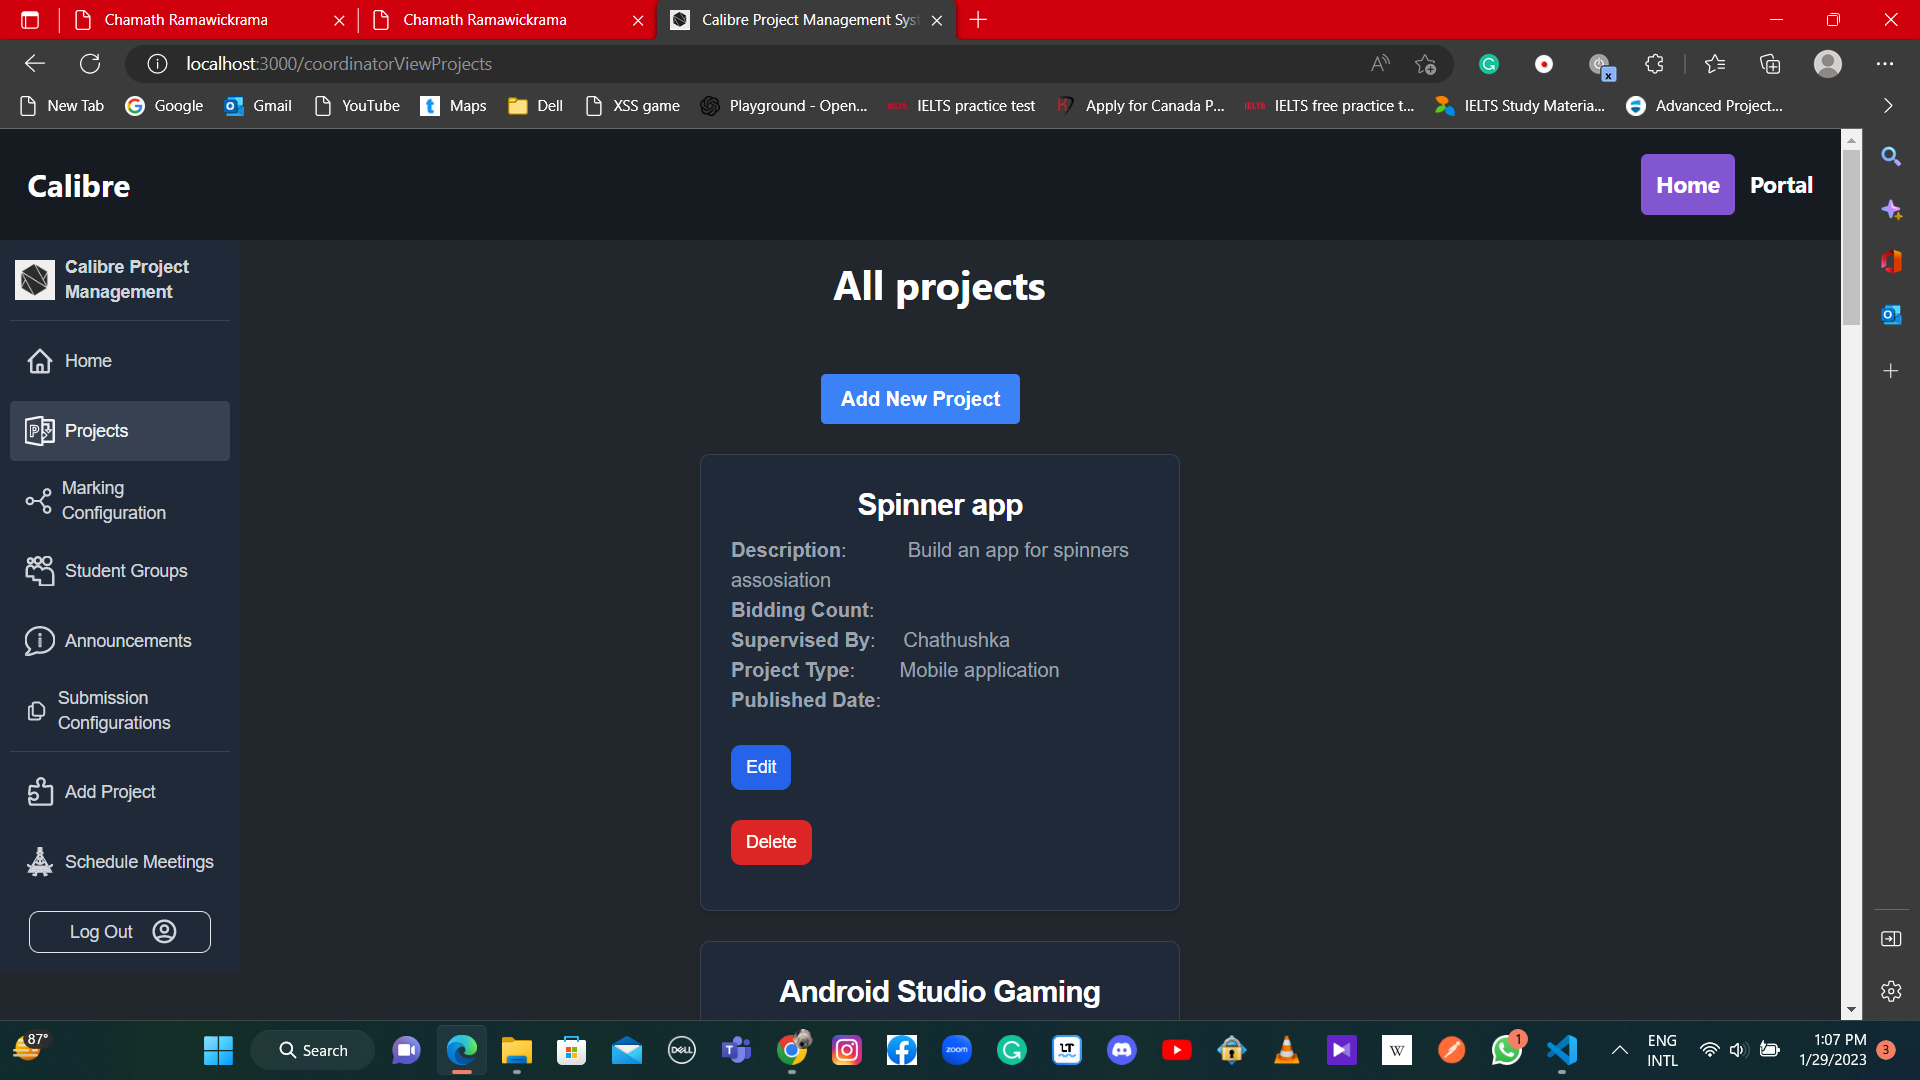 Chamath Ramawickrama
Chamath Ramawickrama
Calibre Project Management Syst
localhost:3000/coordinatorViewProjects
New Tab
Google
Gmail
YouTube
Maps
Dell
XSS game
Playground - Open...
IELTS practice test
Apply for Canada P...
IELTS free practice t...
IELTS Study Materia...
Advanced Project...
Calibre
Home
Portal
Calibre Project
Management
Home
Projects
Marking
Configuration
Student Groups
Announcements
Submission
Configurations
Add Project
Schedule Meetings
Log Out
All projects
Add New Project
Spinner app
Description: Build an app for spinners
assosiation
Bidding Count:
Supervised By: Chathushka
Project Type: Mobile application
Published Date:
Edit
Delete
Android Studio Gaming
87°
Search
DELL
zoom
LT
W
1
ENG
INTL
1:07 PM
1/29/2023
3